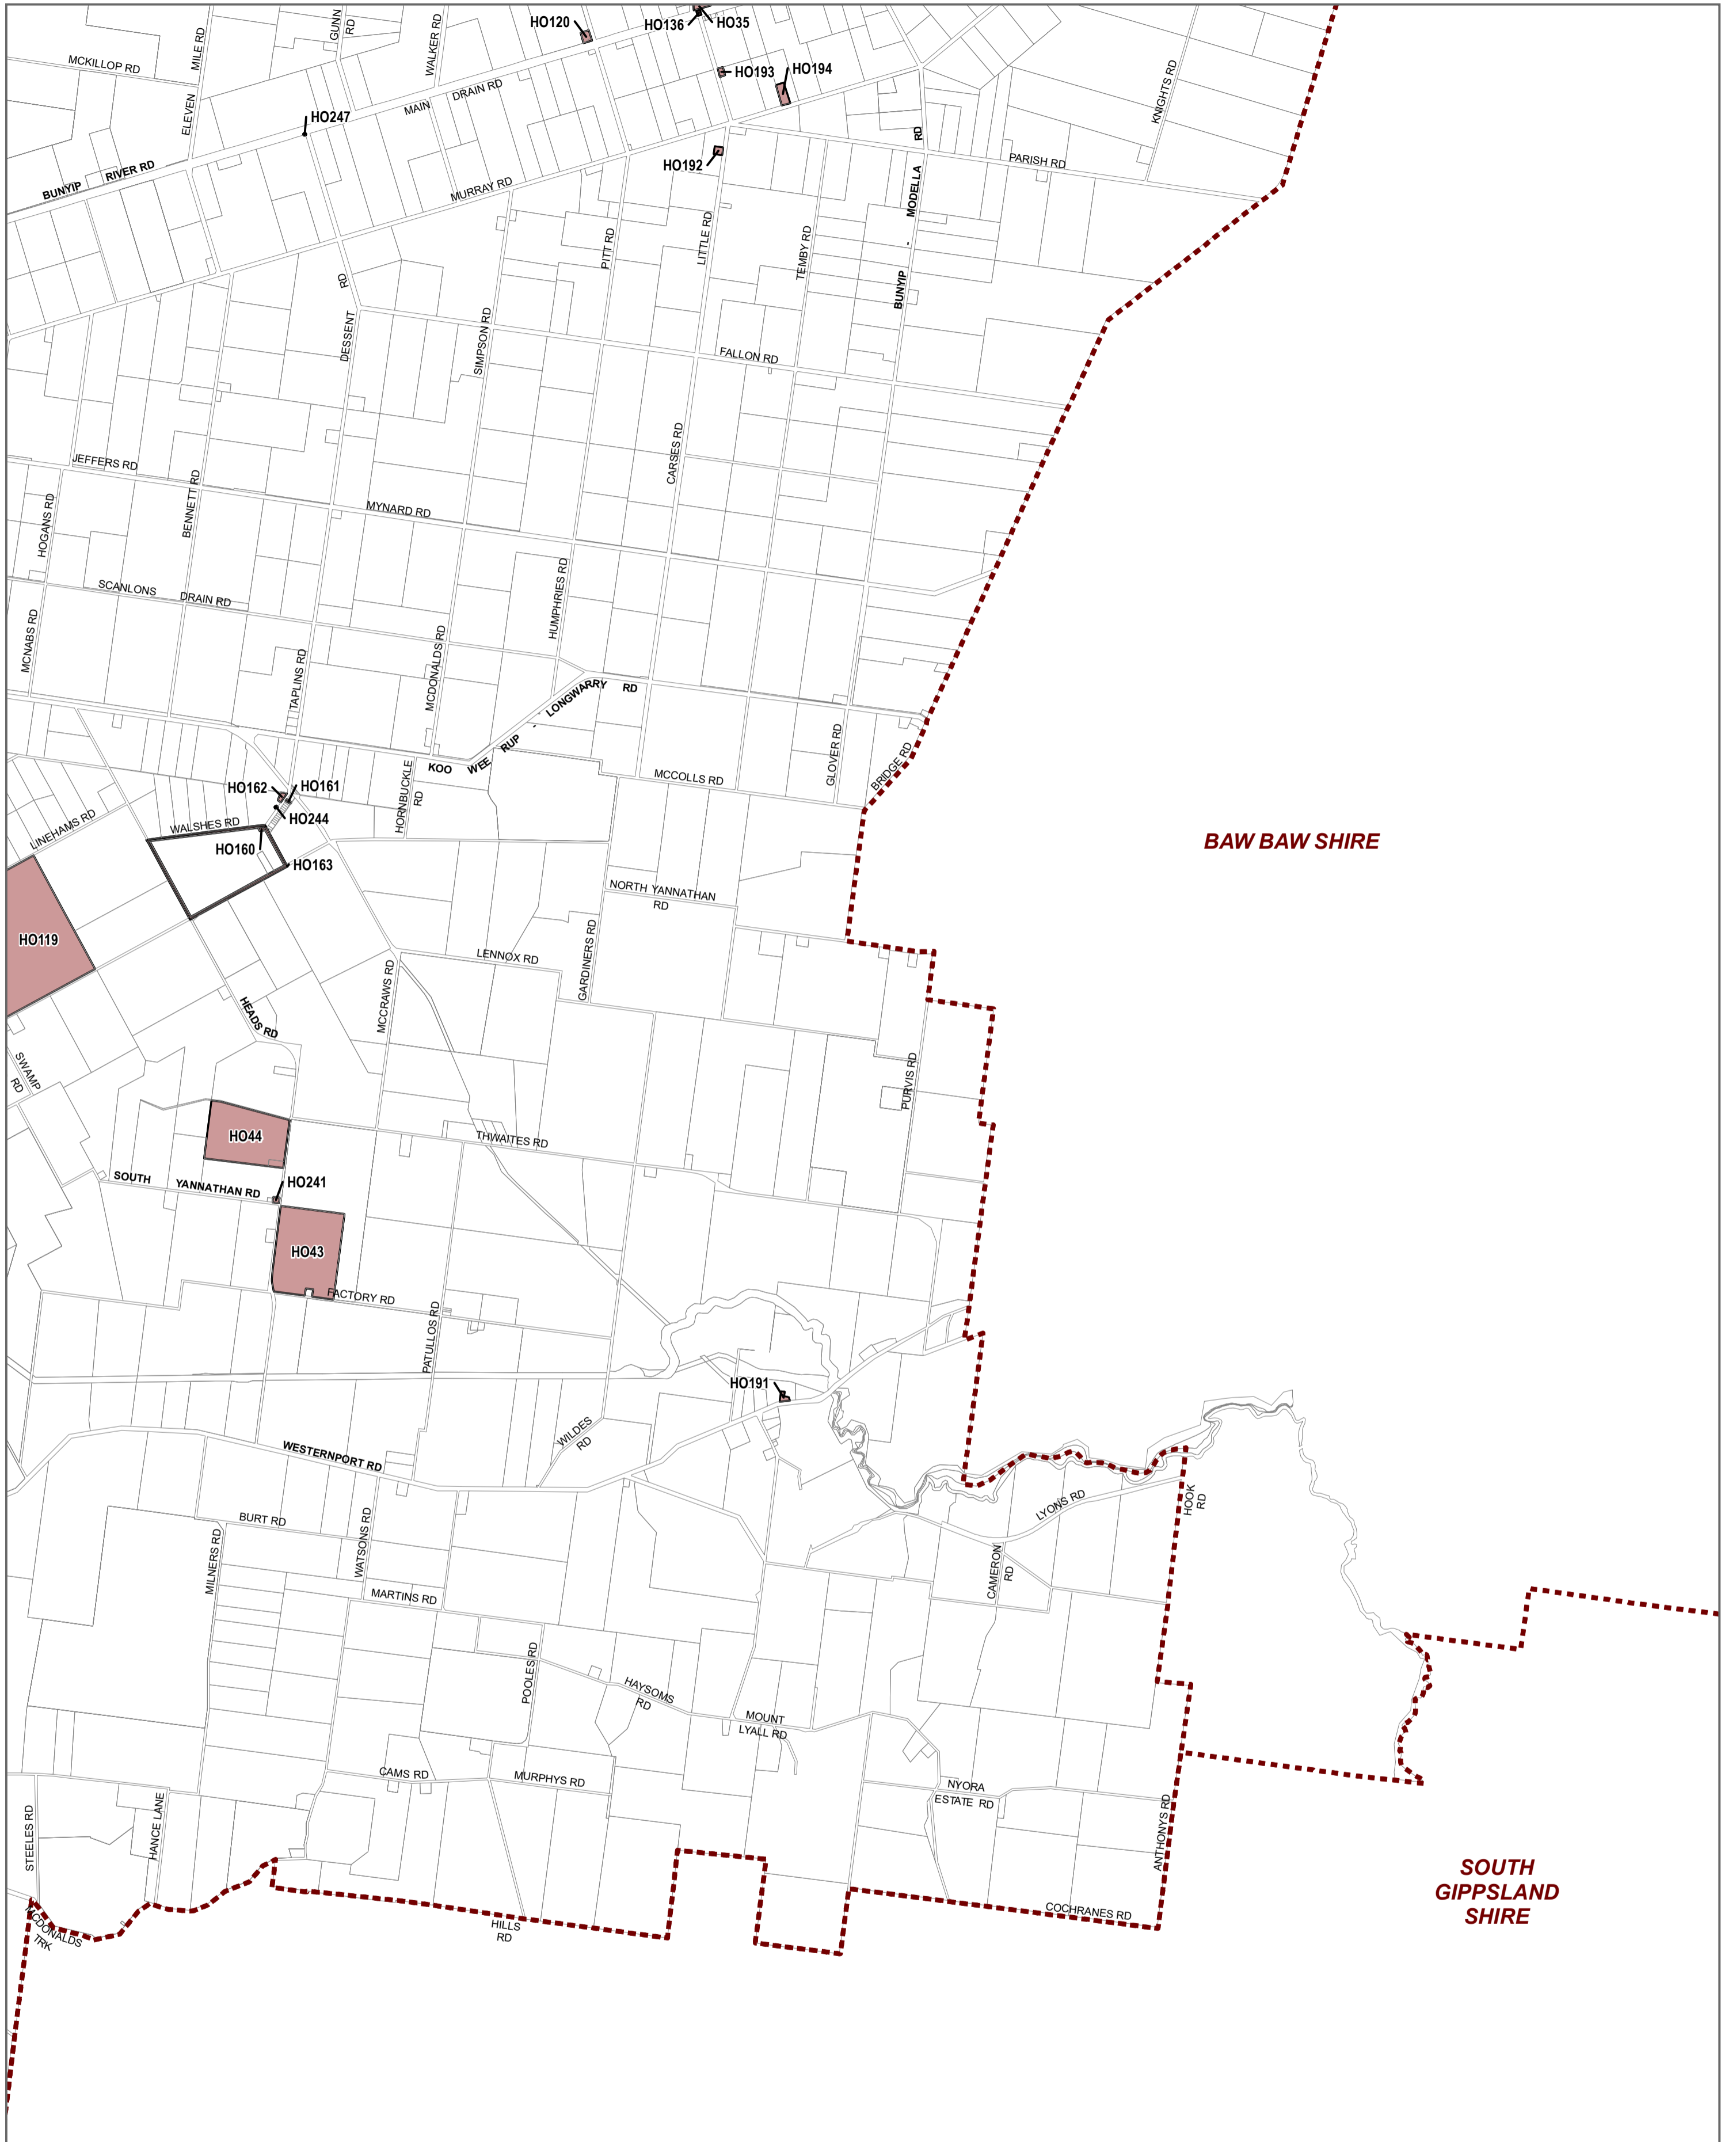 HO120
HO136
HO35
GUNN
RD
MILE RD
WALKER RD
MCKILLOP RD
HO193
HO194
KNIGHTS RD
DRAIN RD
MAIN
ELEVEN
HO247
RD
PARISH RD
HO192
BUNYIP
RIVER RD
MURRAY RD
MODELLA
-
BUNYIP
PITT RD
LITTLE RD
TEMBY RD
RD
DESSENT
SIMPSON RD
FALLON RD
CARSES RD
JEFFERS RD
BENNETT RD
MYNARD RD
HOGANS RD
SCANLONS
DRAIN RD
HUMPHRIES RD
MCNABS RD
TAPLINS RD
MCDONALDS RD
LONGWARRY
RD
-
RUP
WEE
KOO
GLOVER RD
BRIDGE RD
MCCOLLS RD
HORNBUCKLE
RD
HO162
HO161
HO244
WALSHES RD
LINEHAMS RD
HO160
HO163
BAW BAW SHIRE
NORTH YANNATHAN
RD
HO119
LENNOX RD
GARDINERS RD
MCCRAWS RD
HEADS RD
SWAMP
RD
PURVIS RD
HO44
THWAITES RD
SOUTH
YANNATHAN RD
HO241
HO43
FACTORY RD
PATULLOS RD
HO191
WILDES
RD
WESTERNPORT RD
LYONS RD
HOOK
RD
BURT RD
WATSONS RD
MILNERS RD
CAMERON
RD
MARTINS RD
POOLES RD
HAYSOMS
RD
MOUNT
LYALL RD
CAMS RD
MURPHYS RD
NYORA
ESTATE RD
ANTHONYS RD
STEELES RD
HANCE LANE
SOUTH
GIPPSLAND
SHIRE
COCHRANES RD
HILLS
RD
MCDONALDS
TRK